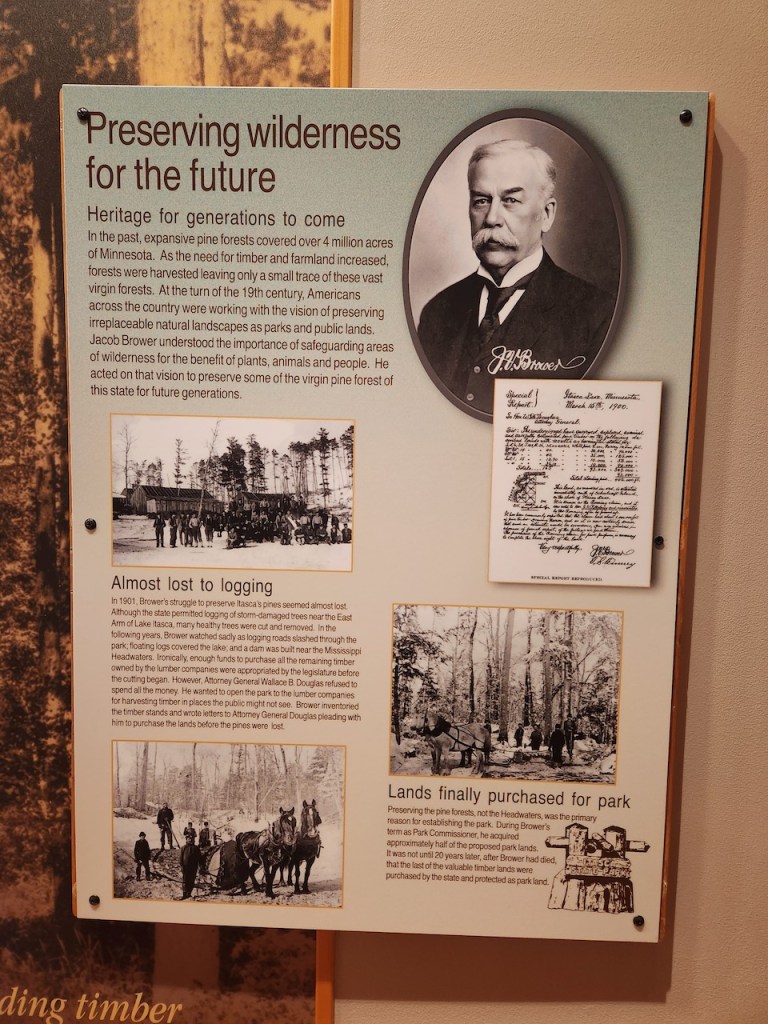 Preserving wilderness
for the future
Heritage for generations to come
In the past, expansive pine forests covered over 4 million acres
of Minnesota. As the need for timber and farmland increased,
forests were harvested leaving only a small trace of these vast
virgin forests. At the turn of the 19th century, Americans
across the country were working with the vision of preserving
irreplaceable natural landscapes as parks and public lands.
Jacob Brower understood the importance of safeguarding areas
of wilderness for the benefit of plants, animals and people. He
acted on that vision to preserve some of the virgin pine forest of
this state for future generations.
J.V. Brower
Special
Report.
Itasca Lake, Minnesota.
March 16th, 1900.
Attorney General.
Very respectfully,
J.V. Brower
SPECIAL REPORT REPRODUCED.
Almost lost to logging
In 1901, Brower's struggle to preserve Itasca's pines seemed almost lost.
Although the state permitted logging of storm-damaged trees near the East
Arm of Lake Itasca, many healthy trees were cut and removed. In the
following years, Brower watched sadly as logging roads slashed through the
park; floating logs covered the lake; and a dam was built near the Mississippi
Headwaters. Ironically, enough funds to purchase all the remaining timber
owned by the lumber companies were appropriated by the legislature before
the cutting began. However, Attorney General Wallace B. Douglas refused to
spend all the money. He wanted to open the park to the lumber companies
for harvesting timber in places the public might not see. Brower inventoried
the timber stands and wrote letters to Attorney General Douglas pleading with
him to purchase the lands before the pines were lost.
Lands finally purchased for park
Preserving the pine forests, not the Headwaters, was the primary
reason for establishing the park. During Brower's
term as Park Commissioner, he acquired
approximately half of the proposed park lands.
It was not until 20 years later, after Brower had died,
that the last of the valuable timber lands were
purchased by the state and protected as park land.
ding timber